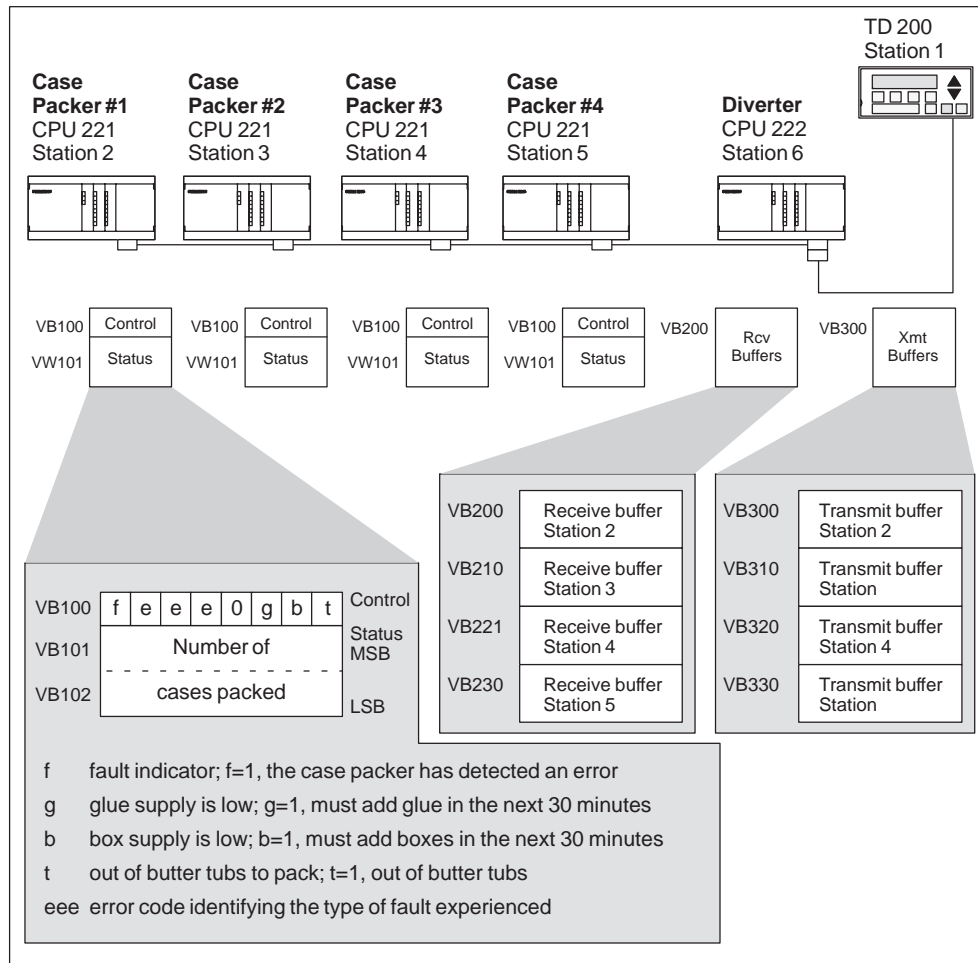 TD 200
Station 1
Case
Packer #1
CPU 221
Station 2
Case
Packer #2
CPU 221
Station 3
Case
Packer #3
CPU 221
Station 4
Case
Packer #4
CPU 221
Station 5
Diverter
CPU 222
Station 6
VB100
Control
VW101
Status
VB100
Control
VW101
Status
VB100
Control
VW101
Status
VB100
Control
VW101
Status
VB200
Rcv
Buffers
VB300
Xmt
Buffers
VB200
Receive buffer
Station 2
VB210
Receive buffer
Station 3
VB221
Receive buffer
Station 4
VB230
Receive buffer
Station 5
VB300
Transmit buffer
Station 2
VB310
Transmit buffer
Station
VB320
Transmit buffer
Station 4
VB330
Transmit buffer
Station
VB100
f e e e 0 g b t
Control
VB101
Number of
Status
MSB
VB102
cases packed
LSB
f fault indicator; f=1, the case packer has detected an error
g glue supply is low; g=1, must add glue in the next 30 minutes
b box supply is low; b=1, must add boxes in the next 30 minutes
t out of butter tubs to pack; t=1, out of butter tubs
eee error code identifying the type of fault experienced